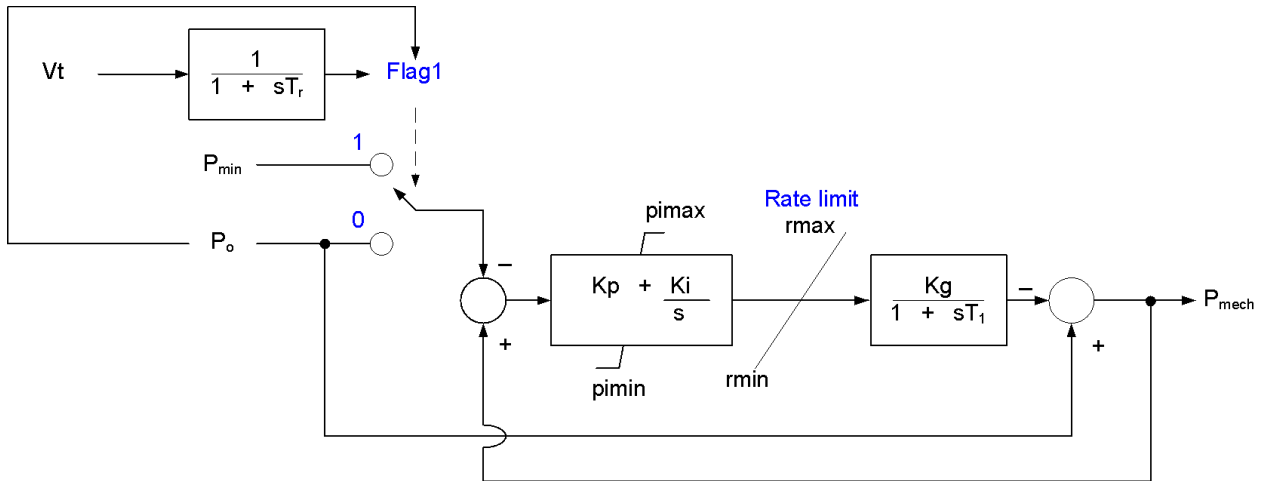 Vt
1
1 + sTr
Flag1
1
Pmin
0
Po
–
+
pimax
Kp + Ki
s
pimin
Rate limit
rmax
rmin
Kg
1 + sT1
–
+
Pmech